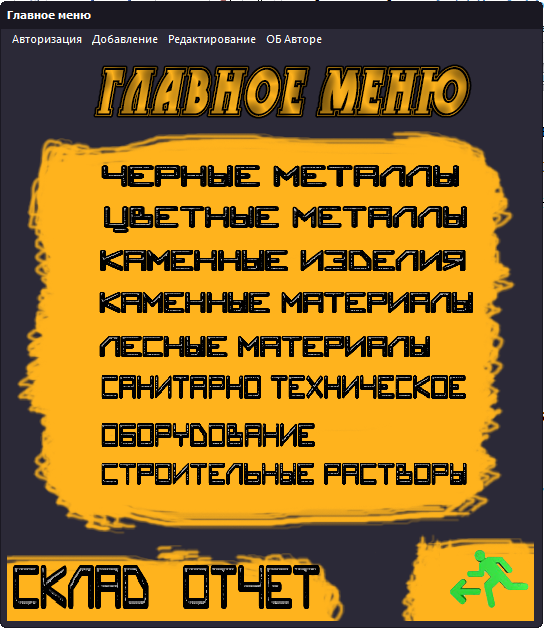 Главное меню
Авторизация Добавление Редактирование ОБ Авторе
ГЛАВНОЕ МЕНЮ
ЧЕРНЫЕ МЕТАЛЛЫ
ЦВЕТНЫЕ МЕТАЛЛЫ
КАМЕННЫЕ ИЗДЕЛИЯ
КАМЕННЫЕ МАТЕРИАЛЫ
ЛЕСНЫЕ МАТЕРИАЛЫ
САНИТАРНО ТЕХНИЧЕСКОЕ
ОБОРУДОВАНИЕ
СТРОИТЕЛЬНЫЕ РАСТВОРЫ
СКЛАД ОТЧЕТ